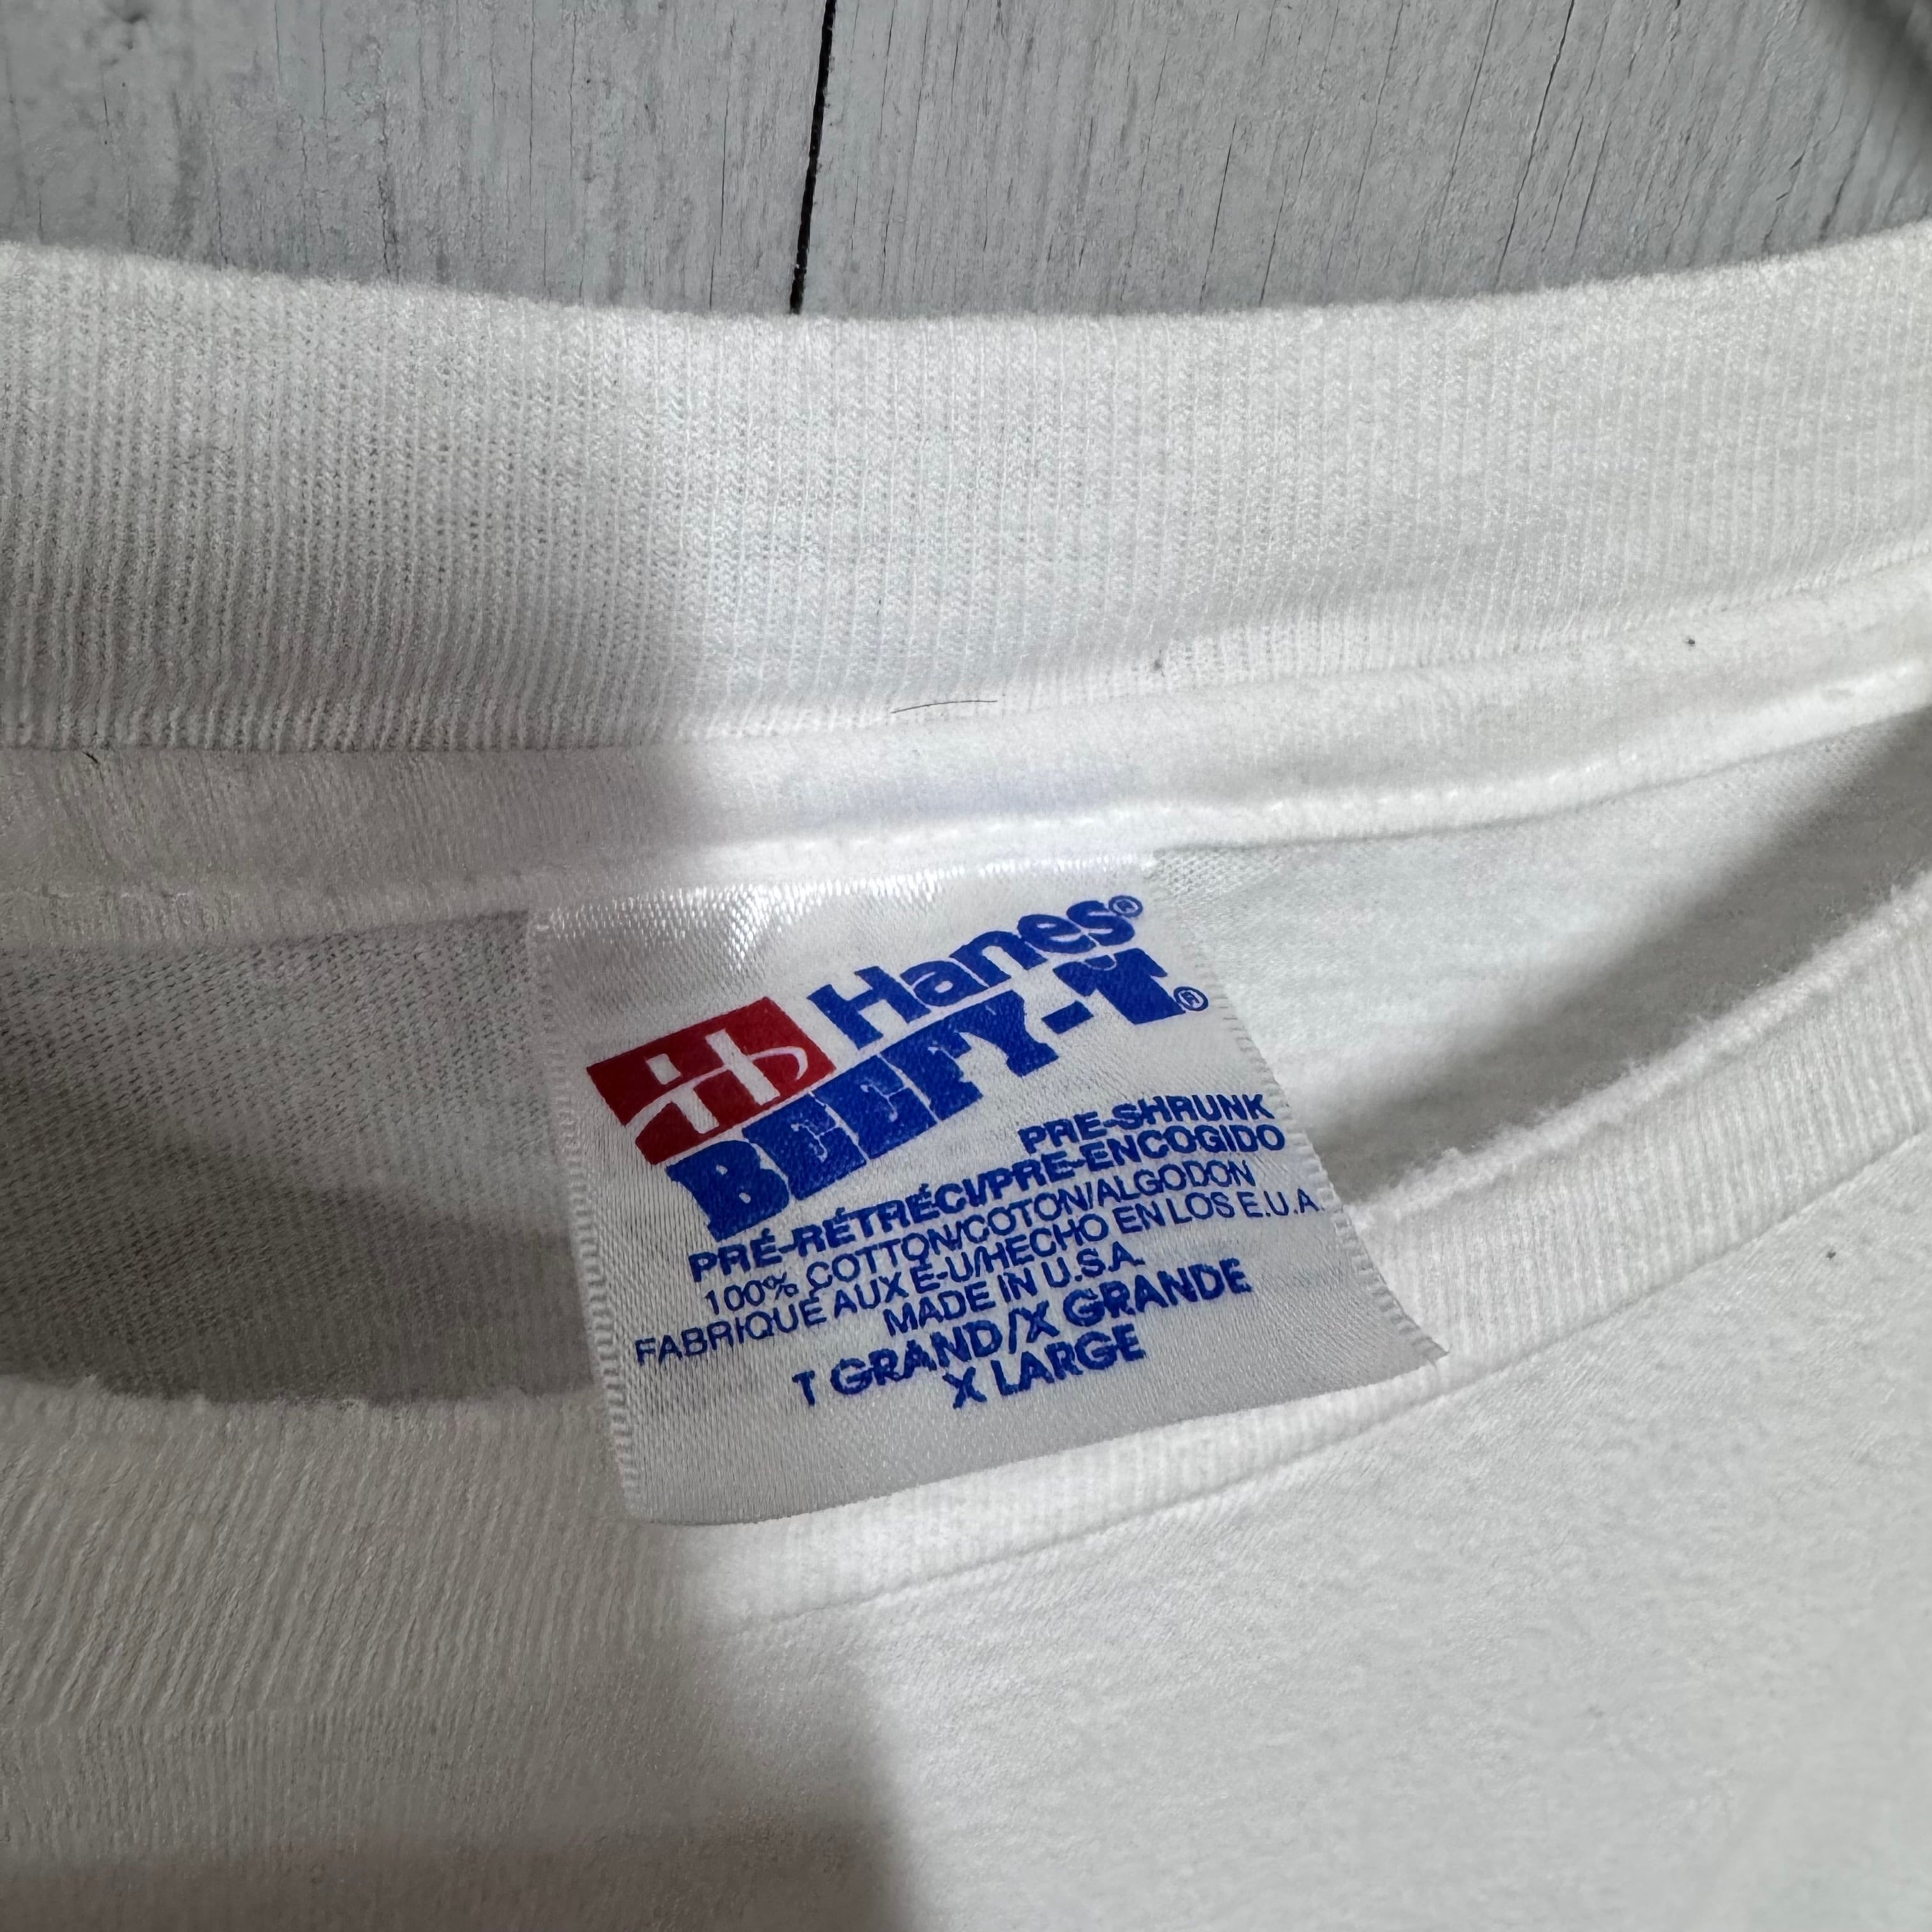 H Hanes®
BEEFY-T®
PRE-SHRUNK
PRÉ-RÉTRÉCI/PRE-ENCOGIDO
100% COTTON/COTON/ALGODON
FABRIQUÉ AUX É-U/HECHO EN LOS E.U.A.
MADE IN U.S.A.
T GRAND/X GRANDE
X LARGE